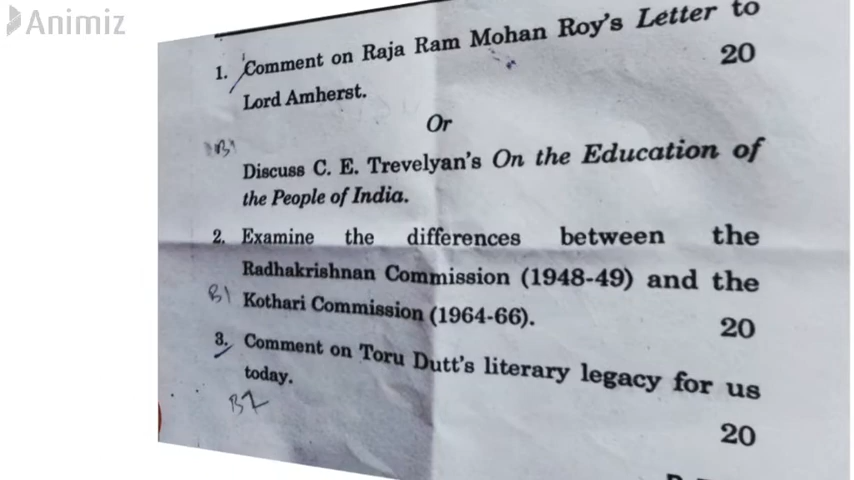 Animiz
1. Comment on Raja Ram Mohan Roy's Letter to
Lord Amherst.
20
Or
B1
Discuss C. E. Trevelyan's On the Education of
the People of India.
2. Examine the differences between the
Radhakrishnan Commission (1948-49) and the
B1 Kothari Commission (1964-66).
20
3. Comment on Toru Dutt's literary legacy for us
today.
20